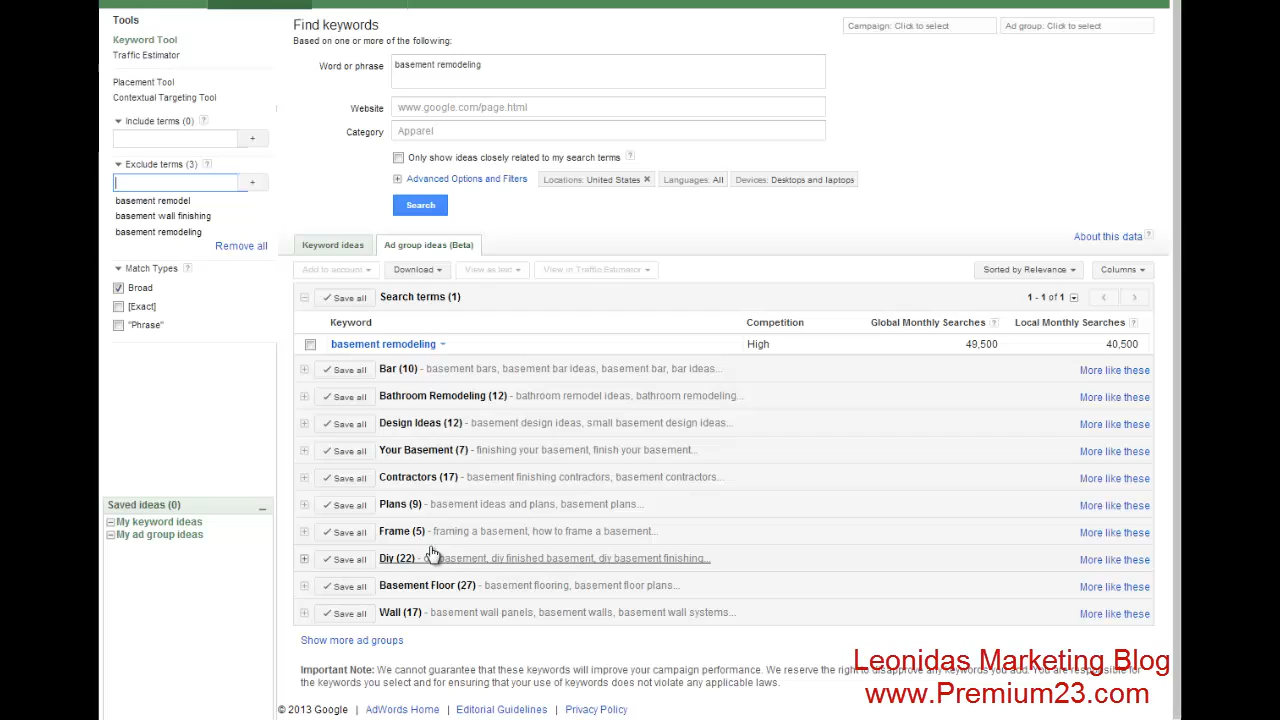 Tools
Keyword Tool
Traffic Estimator
Placement Tool
Contextual Targeting Tool
Include terms (0) ?
+
Exclude terms (3) ?
+
basement remodel
basement wall finishing
basement remodeling
Remove all
Match Types ?
Broad
[Exact]
"Phrase"
Saved ideas (0)
My keyword ideas
My ad group ideas
Find keywords
Based on one or more of the following:
Campaign: Click to select
Ad group: Click to select
Word or phrase
basement remodeling
Website
www.google.com/page.html
Category
Apparel
Only show ideas closely related to my search terms ?
Advanced Options and Filters
Locations: United States
Languages: All
Devices: Desktops and laptops
Search
Keyword ideas
Ad group ideas (Beta)
About this data ?
Add to account
Download
View as text
View in Traffic Estimator
Sorted by Relevance
Columns
Save all Search terms (1) 1 - 1 of 1
Keyword Competition Global Monthly Searches ? Local Monthly Searches ?
basement remodeling High 49,500 40,500
Save all Bar (10) - basement bars, basement bar ideas, basement bar, bar ideas... More like these
Save all Bathroom Remodeling (12) - bathroom remodel ideas, bathroom remodeling... More like these
Save all Design Ideas (12) - basement design ideas, small basement design ideas... More like these
Save all Your Basement (7) - finishing your basement, finish your basement... More like these
Save all Contractors (17) - basement finishing contractors, basement contractors... More like these
Save all Plans (9) - basement ideas and plans, basement plans... More like these
Save all Frame (5) - framing a basement, how to frame a basement... More like these
Save all Diy (22) - basement, diy finished basement, diy basement finishing... More like these
Save all Basement Floor (27) - basement flooring, basement floor plans... More like these
Save all Wall (17) - basement wall panels, basement walls, basement wall systems... More like these
Show more ad groups
Important Note: We cannot guarantee that these keywords will improve your campaign performance. We reserve the right to disapprove any keywords you add. You are responsible for
the keywords you select and for ensuring that your use of keywords does not violate any applicable laws.
© 2013 Google | AdWords Home | Editorial Guidelines | Privacy Policy
Leonidas Marketing Blog
www.Premium23.com